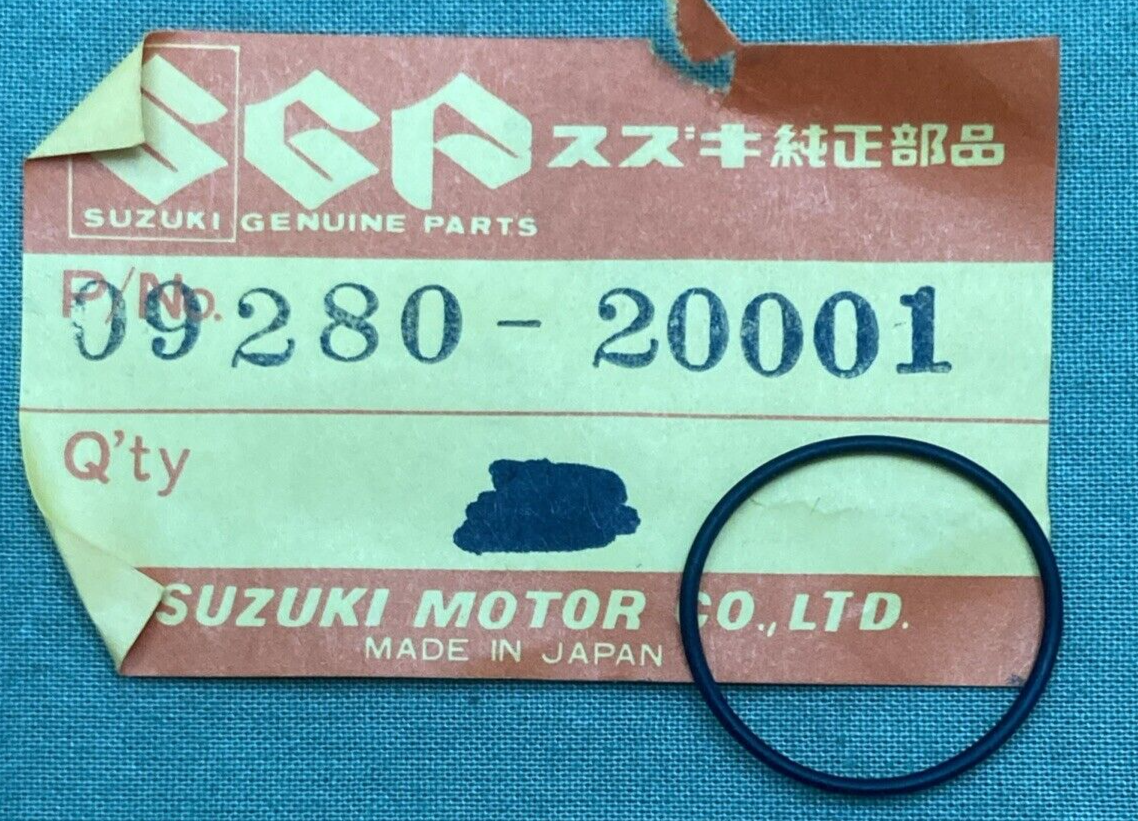 SGP スズキ純正部品
SUZUKI GENUINE PARTS
P/No. 09280-20001
Q'ty
SUZUKI MOTOR CO., LTD.
MADE IN JAPAN